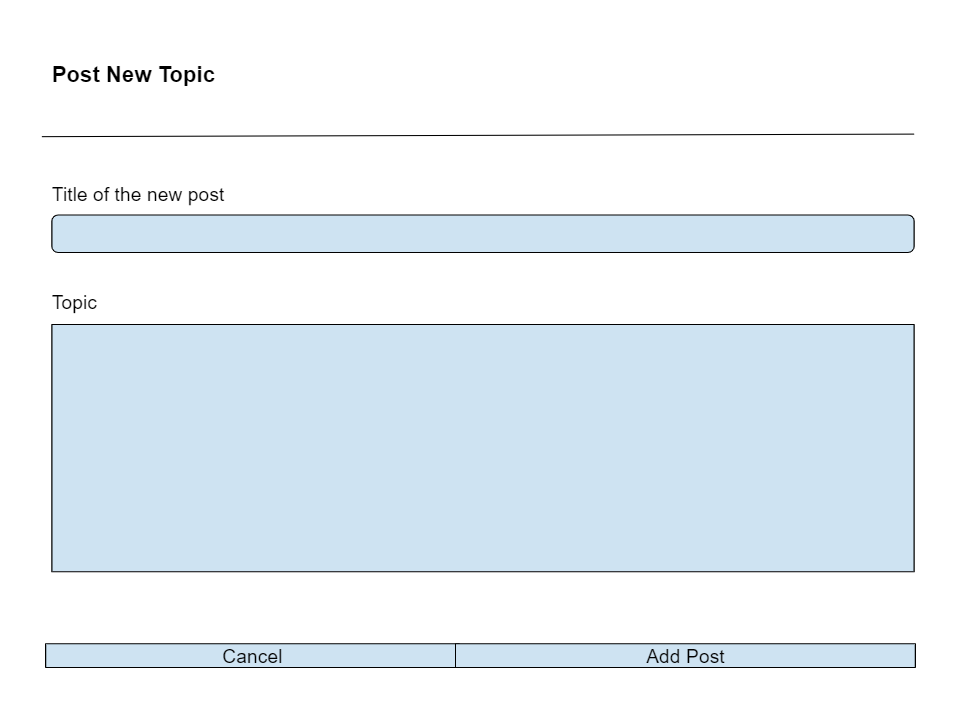 Post New Topic
Title of the new post
Topic
Cancel
Add Post